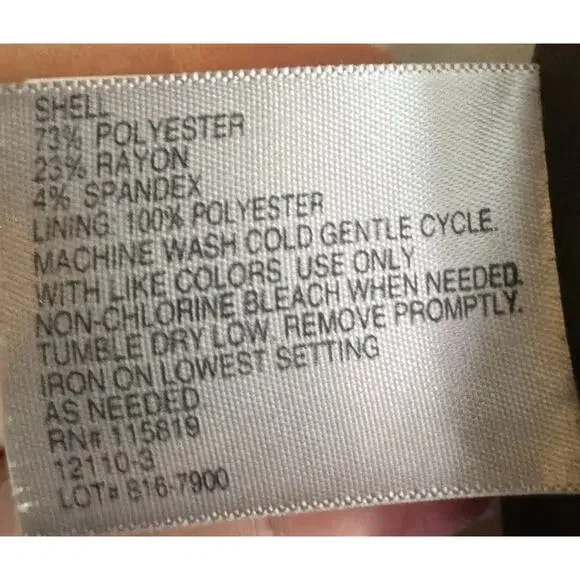 SHELL
73% POLYESTER
23% RAYON
4% SPANDEX
LINING: 100% POLYESTER
MACHINE WASH COLD GENTLE CYCLE.
WITH LIKE COLORS. USE ONLY
NON-CHLORINE BLEACH WHEN NEEDED.
TUMBLE DRY LOW. REMOVE PROMPTLY.
IRON ON LOWEST SETTING
AS NEEDED
RN# 115819
12110-3
LOT# 816-7900